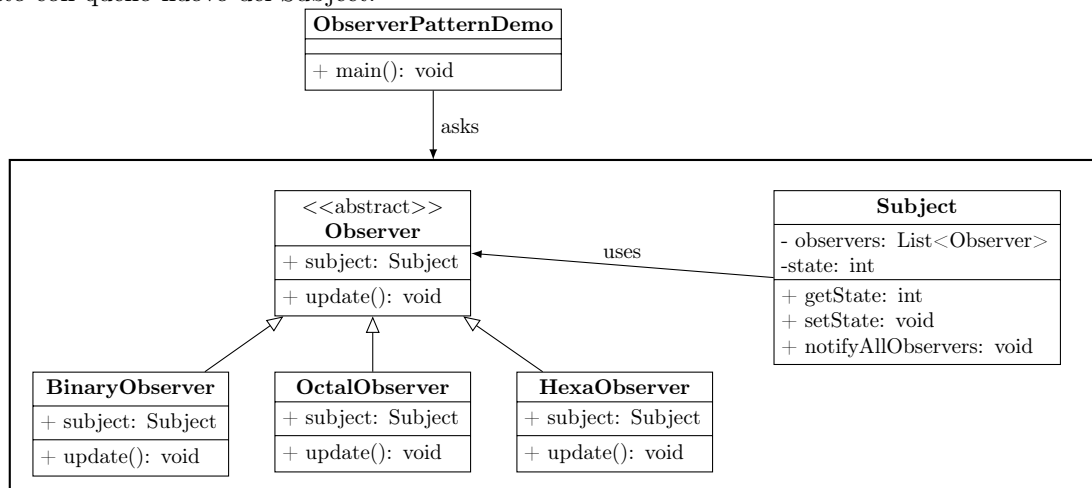 con quello nuovo del Subject.
ObserverPatternDemo
+ main(): void
asks
<<abstract>>
Observer
+ subject: Subject
+ update(): void
uses
Subject
- observers: List<Observer>
-state: int
+ getState: int
+ setState: void
+ notifyAllObservers: void
BinaryObserver
+ subject: Subject
+ update(): void
OctalObserver
+ subject: Subject
+ update(): void
HexaObserver
+ subject: Subject
+ update(): void